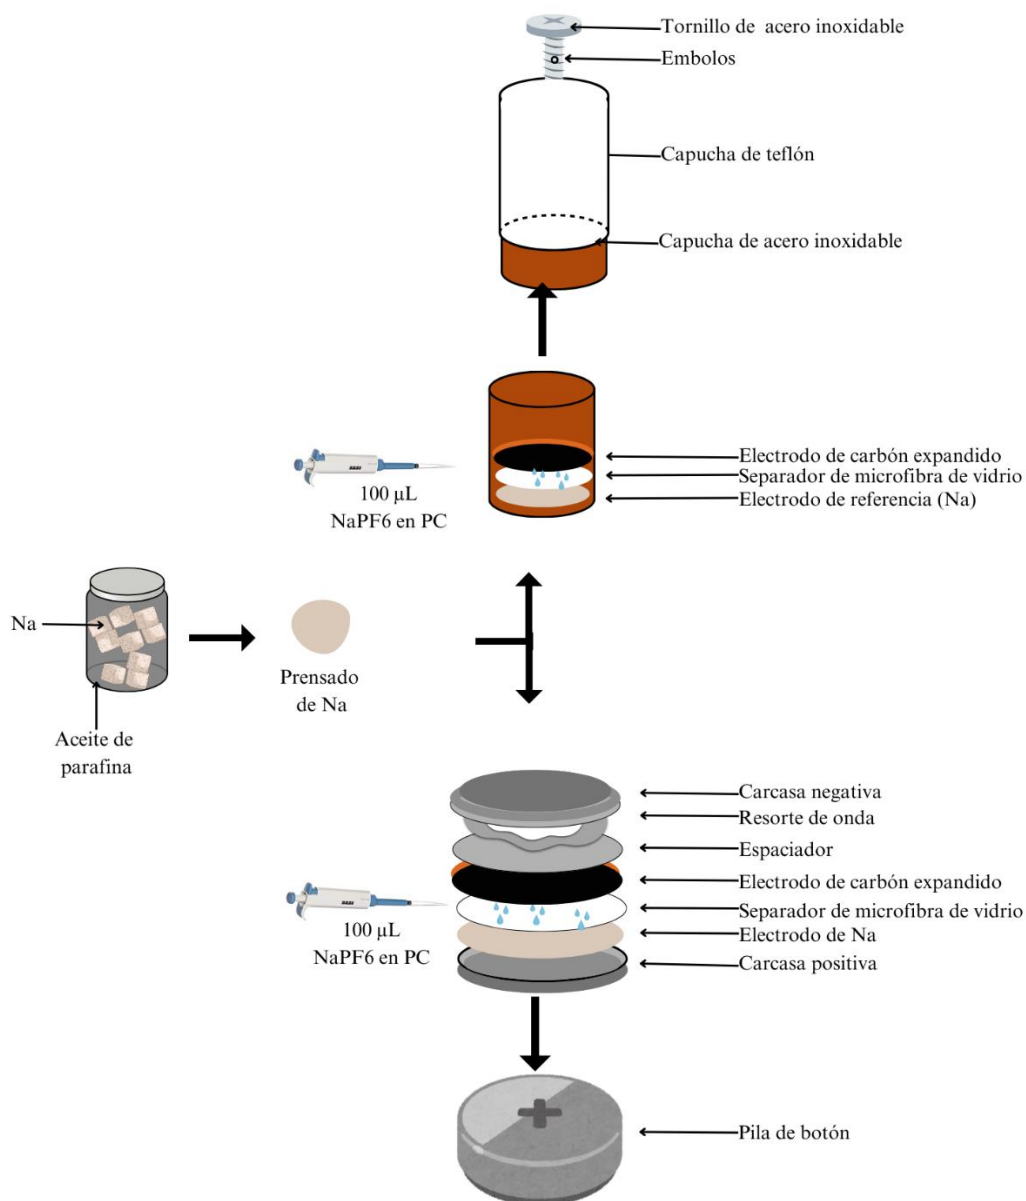 Tornillo de acero inoxidable
Embolos
Capucha de teflón
Capucha de acero inoxidable
Electrodo de carbón expandido
Separador de microfibra de vidrio
Electrodo de referencia (Na)
100 µL
NaPF6 en PC
Na
Prensado
de Na
Aceite de
parafina
Carcasa negativa
Resorte de onda
Espaciador
Electrodo de carbón expandido
Separador de microfibra de vidrio
Electrodo de Na
Carcasa positiva
100 µL
NaPF6 en PC
Pila de botón